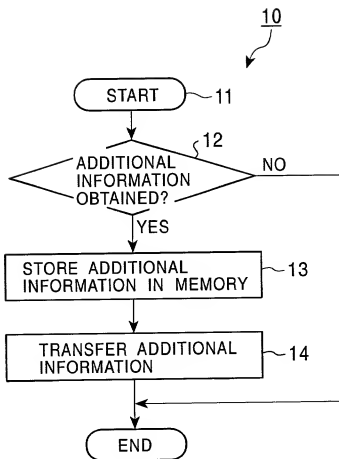 10
START
11
12
ADDITIONAL
INFORMATION
OBTAINED?
NO
YES
STORE ADDITIONAL
INFORMATION IN MEMORY
13
TRANSFER ADDITIONAL
INFORMATION
14
END